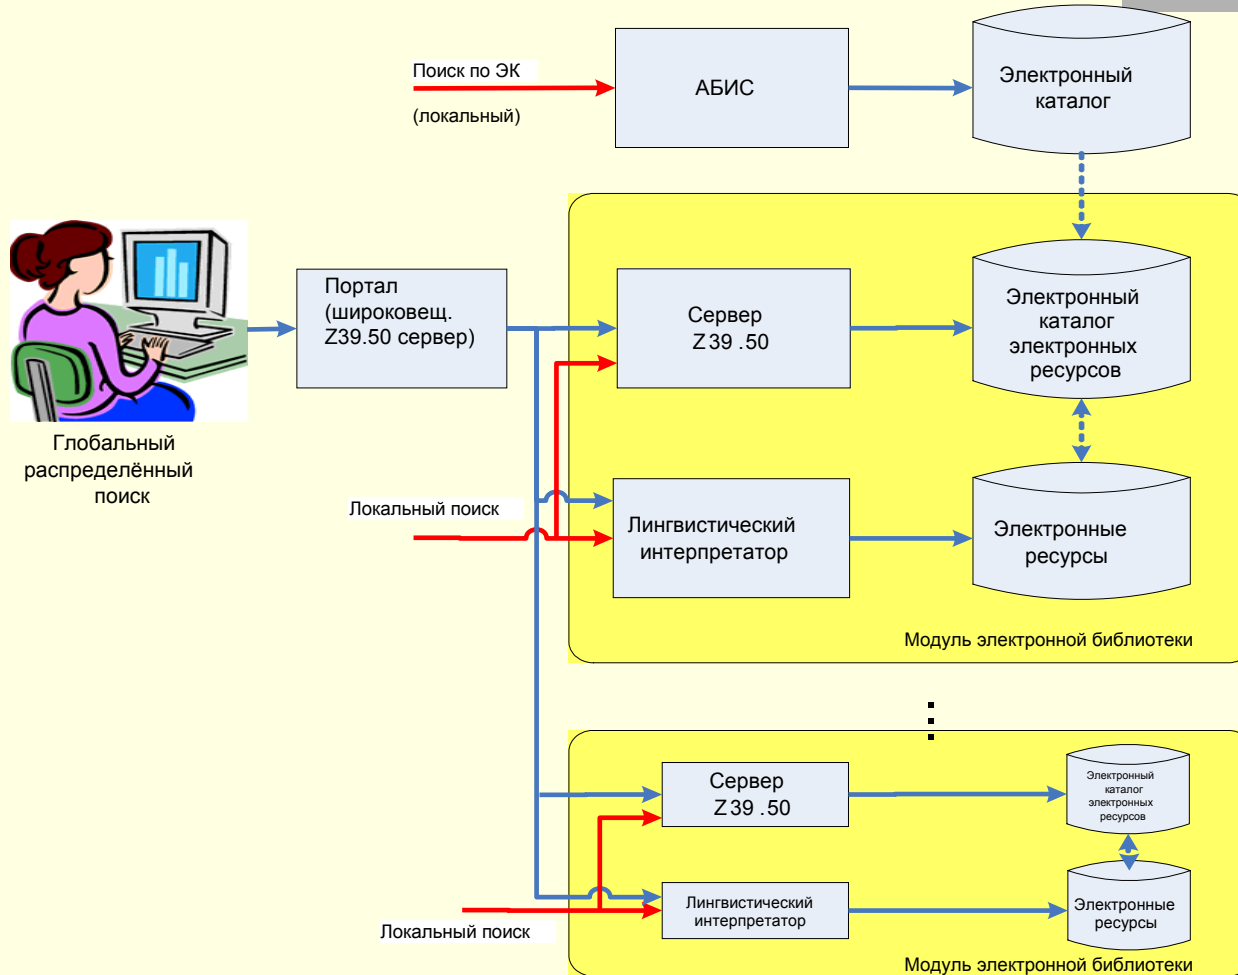 Поиск по ЭК
(локальный)
АБИС
Электронный
каталог
Глобальный
распределённый
поиск
Портал
(широковещ.
Z39.50 сервер)
Сервер
Z39.50
Электронный
каталог
электронных
ресурсов
Локальный поиск
Лингвистический
интерпретатор
Электронные
ресурсы
Модуль электронной библиотеки
Сервер
Z39.50
Электронный
каталог
электронных
ресурсов
Локальный поиск
Лингвистический
интерпретатор
Электронные
ресурсы
Модуль электронной библиотеки